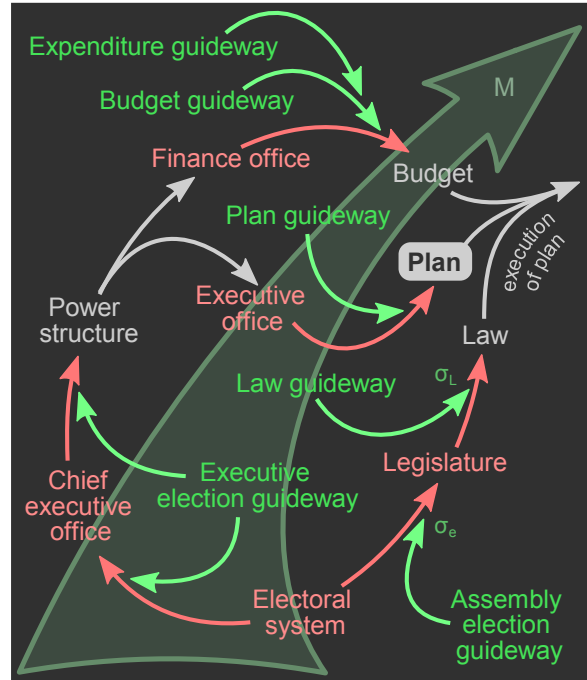 Expenditure guideway
M
Budget guideway
Finance office
Budget
Plan guideway
Plan
execution
of plan
Executive
office
Power
structure
Law
Law guideway
σL
Legislature
Executive
election guideway
Chief
executive
office
σe
Electoral
system
Assembly
election
guideway